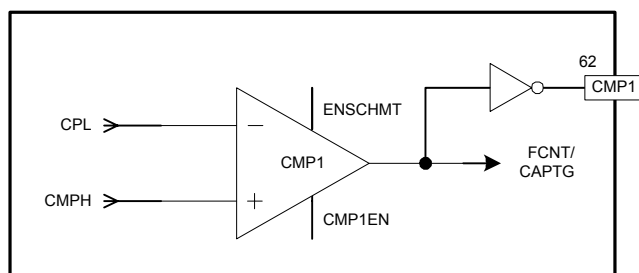 62
CMP1
ENSCHMT
CPL
−
CMP1
FCNT/
CAPTG
CMPH
+
CMP1EN